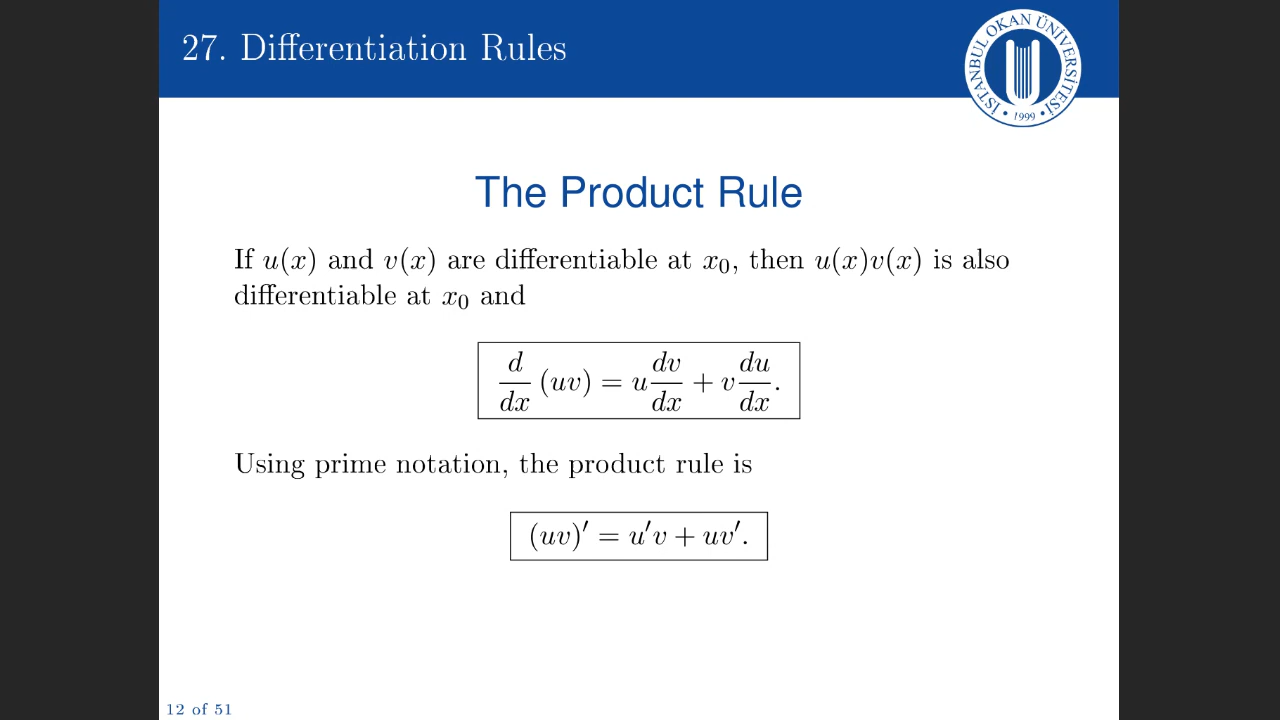 27. Differentiation Rules
İSTANBUL OKAN ÜNİVERSİTESİ
• 1999 •
The Product Rule
If u(x) and v(x) are differentiable at x₀, then u(x)v(x) is also
differentiable at x₀ and
d/dx (uv) = u dv/dx + v du/dx.
Using prime notation, the product rule is
(uv)′ = u′v + uv′.
12 of 51